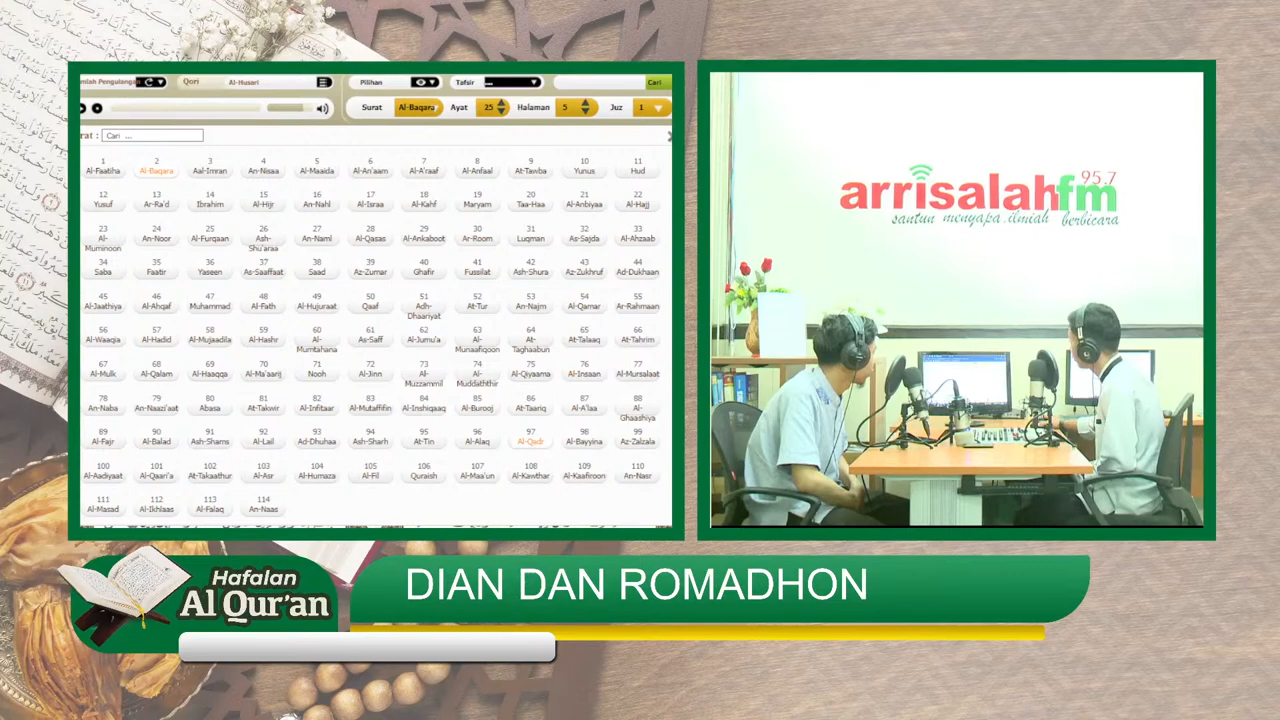 mlah Pengulangan Qori Al-Husari Pilihan Tafsir Cari
Surat Al-Baqara Ayat 25 Halaman 5 Juz 1
rat : Cari ...
1 2 3 4 5 6 7 8 9 10 11
Al-Faatiha Al-Baqara Aal-Imran An-Nisaa Al-Maaida Al-An'aam Al-A'raaf Al-Anfaal At-Tawba Yunus Hud
12 13 14 15 16 17 18 19 20 21 22
Yusuf Ar-Ra'd Ibrahim Al-Hijr An-Nahl Al-Israa Al-Kahf Maryam Taa-Haa Al-Anbiyaa Al-Hajj
23 24 25 26 27 28 29 30 31 32 33
Al-Muminoon An-Noor Al-Furqaan Ash-Shu'araa An-Naml Al-Qasas Al-Ankaboot Ar-Room Luqman As-Sajda Al-Ahzaab
34 35 36 37 38 39 40 41 42 43 44
Saba Faatir Yaseen As-Saaffaat Saad Az-Zumar Ghafir Fussilat Ash-Shura Az-Zukhruf Ad-Dukhaan
45 46 47 48 49 50 51 52 53 54 55
Al-Jaathiya Al-Ahqaf Muhammad Al-Fath Al-Hujuraat Qaaf Adh-Dhaariyat At-Tur An-Najm Al-Qamar Ar-Rahmaan
56 57 58 59 60 61 62 63 64 65 66
Al-Waaqia Al-Hadid Al-Mujaadila Al-Hashr Al-Mumtahana As-Saff Al-Jumu'a Al-Munaafiqoon At-Taghaabun At-Talaaq At-Tahrim
67 68 69 70 71 72 73 74 75 76 77
Al-Mulk Al-Qalam Al-Haaqqa Al-Ma'aarij Nooh Al-Jinn Al-Muzzammil Al-Muddaththir Al-Qiyaama Al-Insaan Al-Mursalaat
78 79 80 81 82 83 84 85 86 87 88
An-Naba An-Naazi'aat Abasa At-Takwir Al-Infitaar Al-Mutaffifin Al-Inshiqaaq Al-Burooj At-Taariq Al-A'laa Al-Ghaashiya
89 90 91 92 93 94 95 96 97 98 99
Al-Fajr Al-Balad Ash-Shams Al-Lail Ad-Dhuhaa Ash-Sharh At-Tin Al-Alaq Al-Qadr Al-Bayyina Az-Zalzala
100 101 102 103 104 105 106 107 108 109 110
Al-Aadiyaat Al-Qaari'a At-Takaathur Al-Asr Al-Humaza Al-Fil Quraish Al-Maa'un Al-Kawthar Al-Kaafiroon An-Nasr
111 112 113 114
Al-Masad Al-Ikhlaas Al-Falaq An-Naas
95.7
arrisalahfm
santun menyapa ilmiah berbicara
Hafalan
Al Qur'an
DIAN DAN ROMADHON